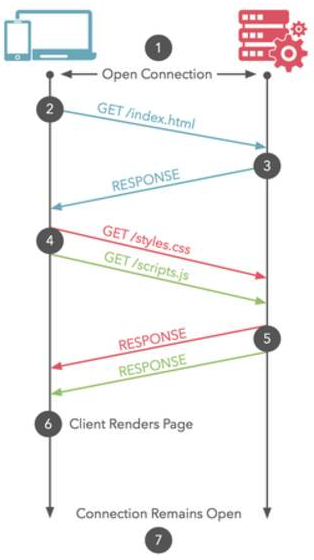 1
Open Connection
2
GET /index.html
3
RESPONSE
4
GET /styles.css
GET /scripts.js
5
RESPONSE
RESPONSE
6 Client Renders Page
Connection Remains Open
7